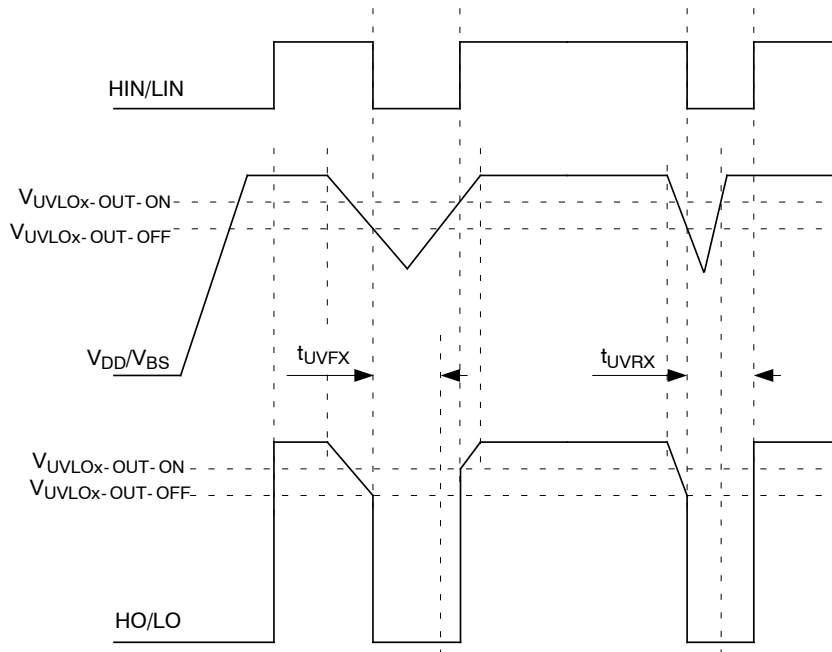 HIN/LIN
VUVLOx-OUT-ON
VUVLOx-OUT-OFF
VDD/VBS
tUVFX
tUVRX
VUVLOx-OUT-ON
VUVLOx-OUT-OFF
HO/LO